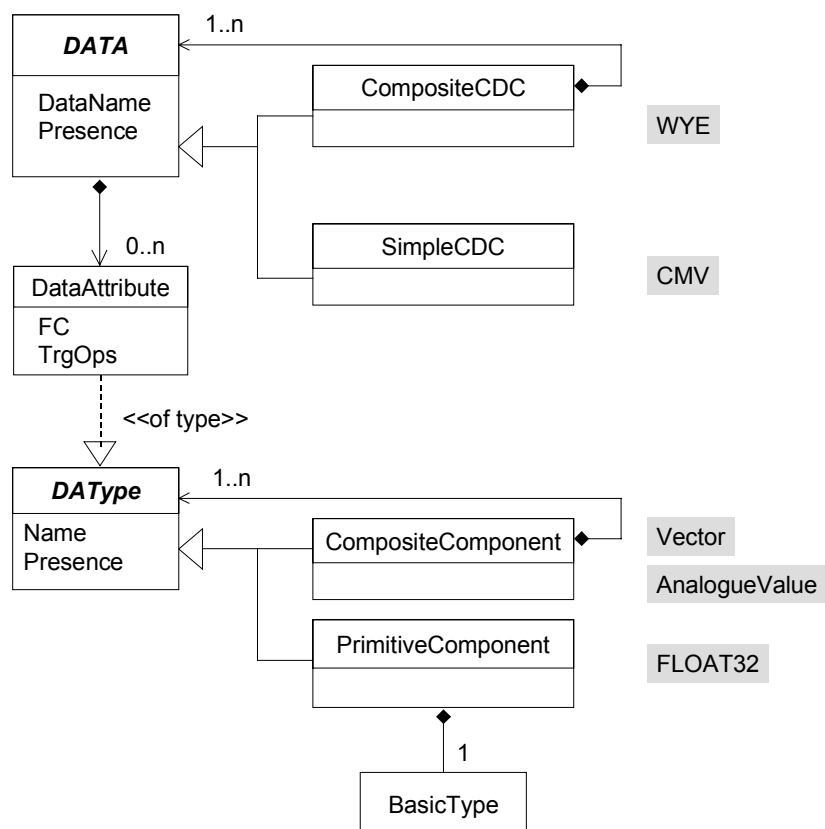 1..n
DATA
DataName
Presence
CompositeCDC
WYE
0..n
SimpleCDC
DataAttribute
CMV
FC
TrgOps
<<of type>>
DAType
1..n
Name
Presence
CompositeComponent
Vector
AnalogueValue
PrimitiveComponent
FLOAT32
1
BasicType